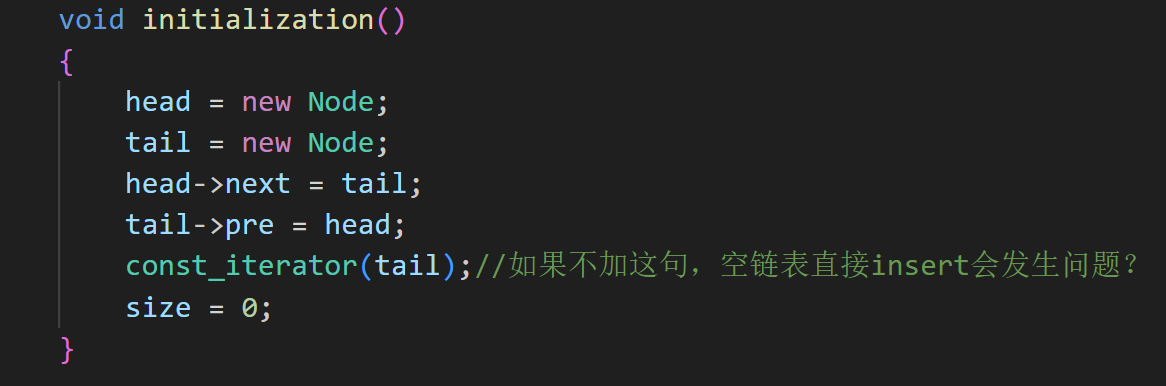 void initialization()
{
head = new Node;
tail = new Node;
head->next = tail;
tail->pre = head;
const_iterator(tail);//如果不加这句，空链表直接insert会发生问题？
size = 0;
}